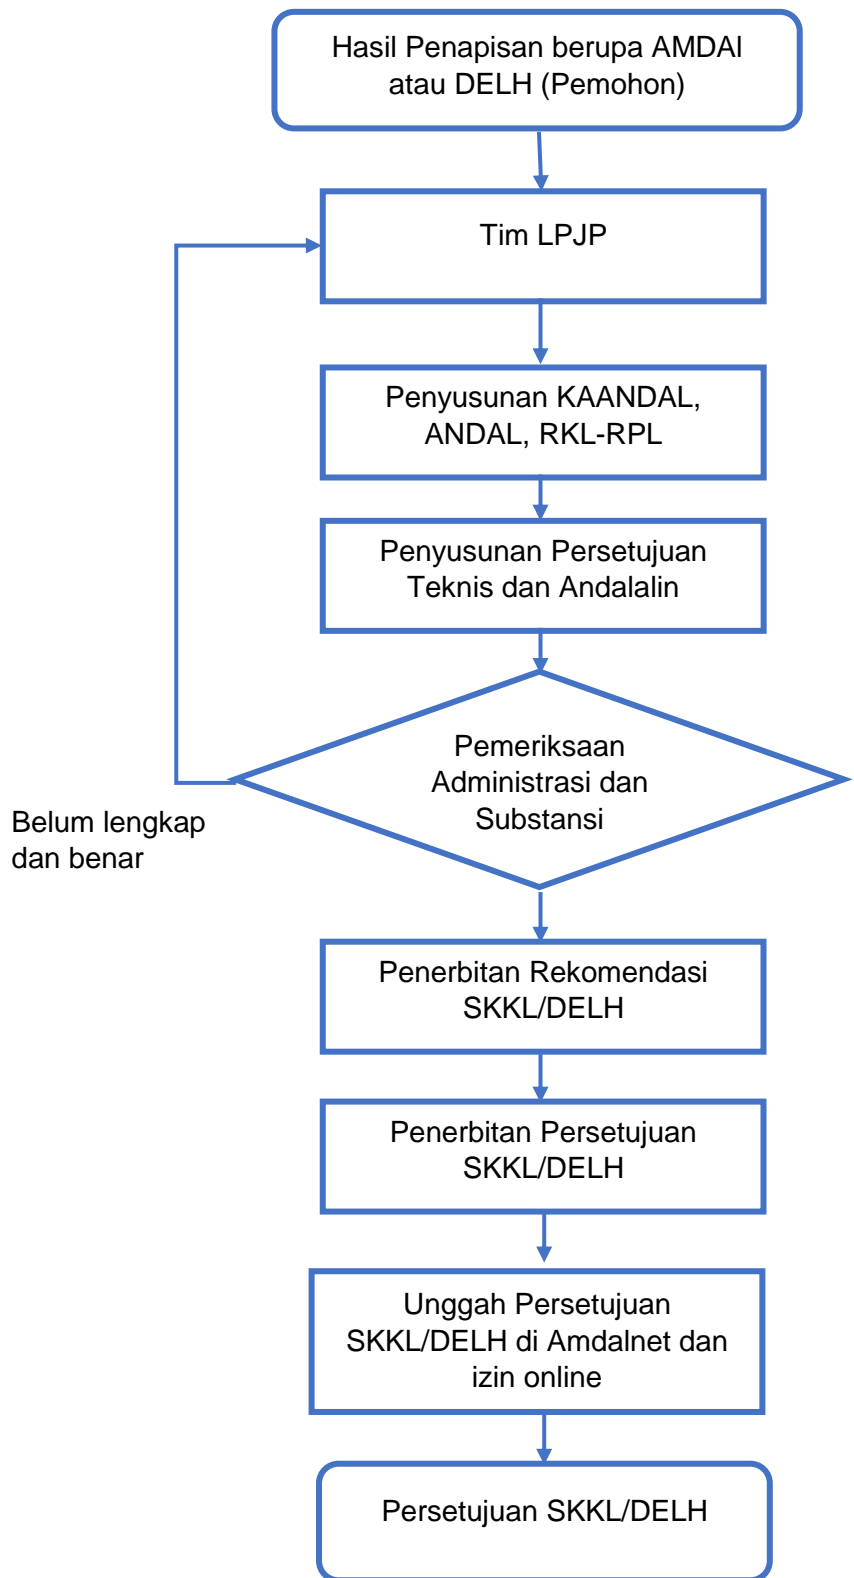 Hasil Penapisan berupa AMDAl
atau DELH (Pemohon)
Tim LPJP
Penyusunan KAANDAL,
ANDAL, RKL-RPL
Penyusunan Persetujuan
Teknis dan Andalalin
Pemeriksaan
Administrasi dan
Substansi
Belum lengkap
dan benar
Penerbitan Rekomendasi
SKKL/DELH
Penerbitan Persetujuan
SKKL/DELH
Unggah Persetujuan
SKKL/DELH di Amdalnet dan
izin online
Persetujuan SKKL/DELH